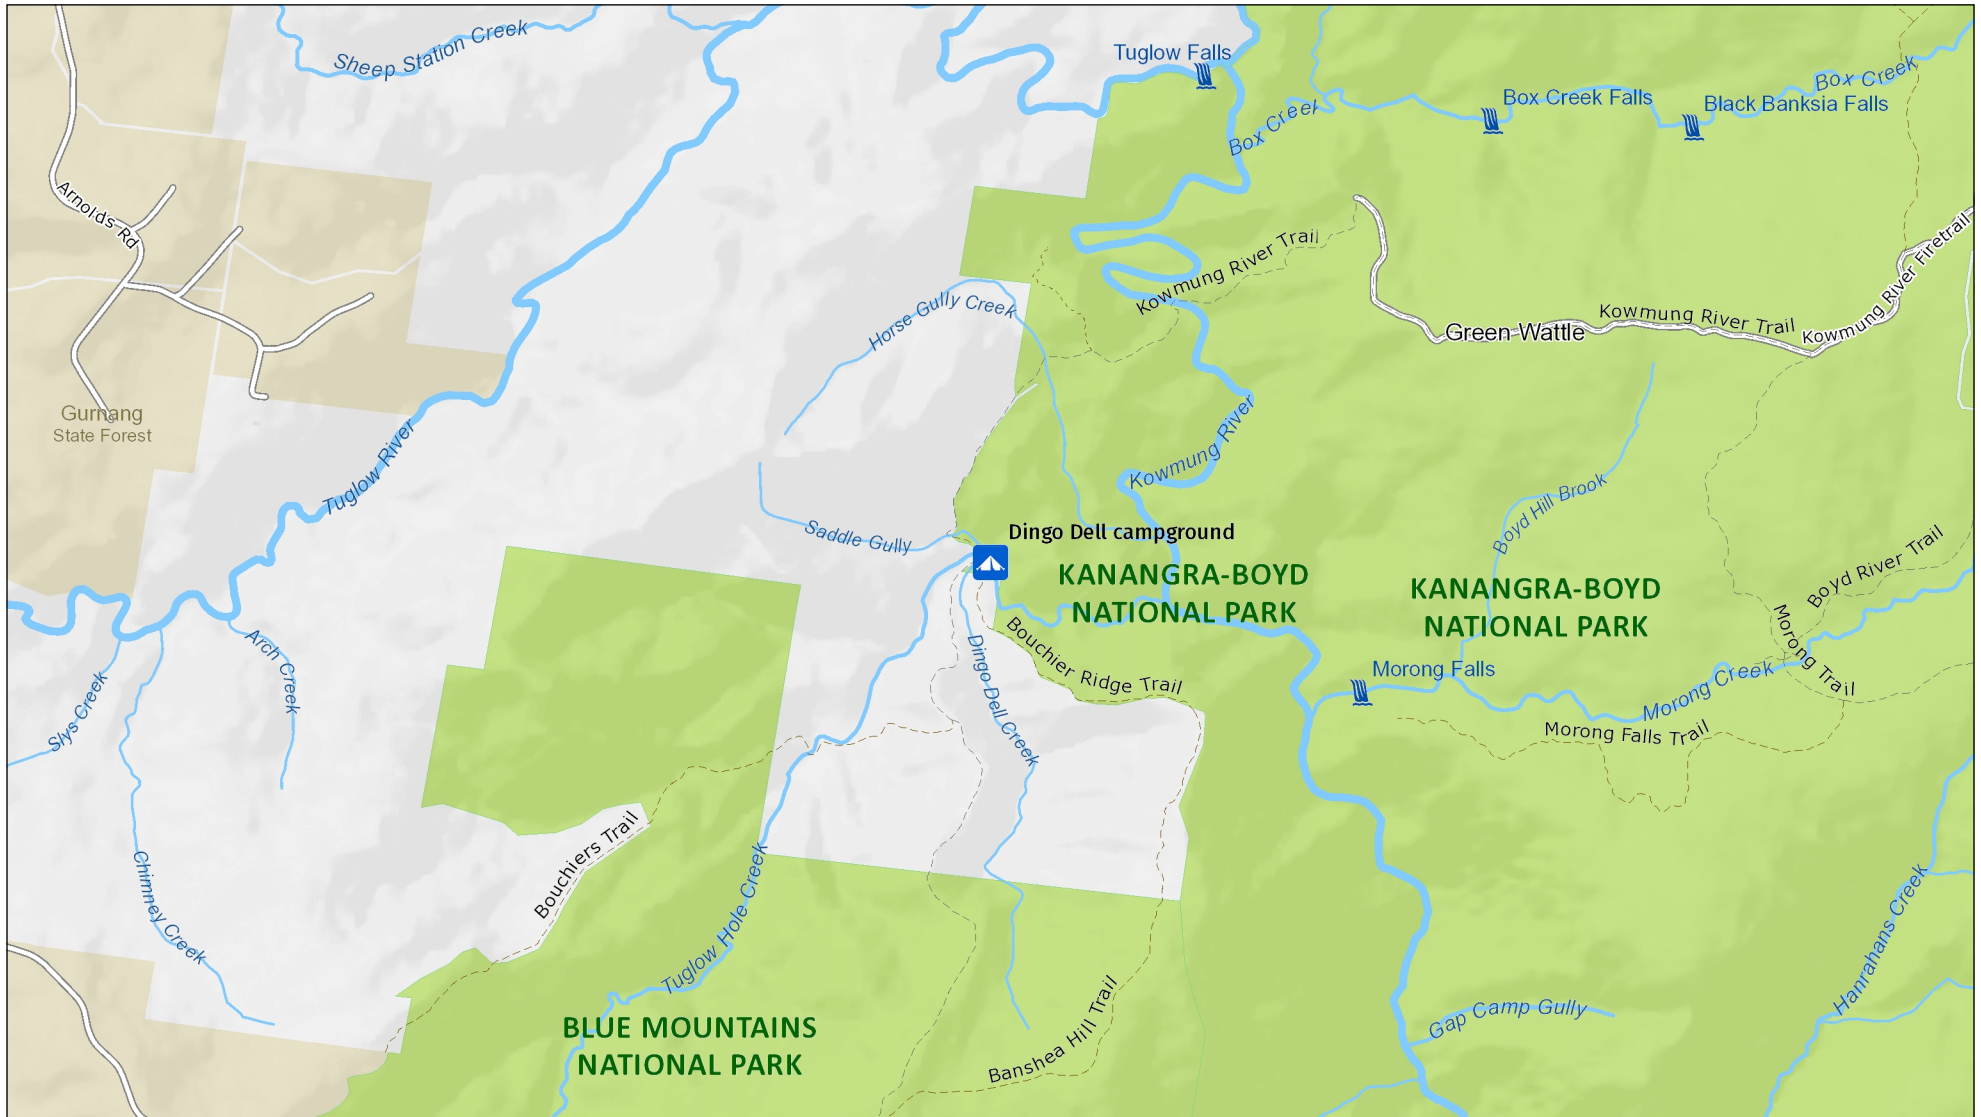 Sheep Station Creek
Tuglow Falls
Box Creek
Box Creek Falls
Black Banksia Falls
Box Creek
Arnolds Rd
Kowmung River Trail
Kowmung River Firetrail
Horse Gully Creek
Kowmung River Trail
Green Wattle
Gurnang
State Forest
Tuglow River
Kowmung River
Boyd Hill Brook
Saddle Gully
Dingo Dell campground
KANANGRA-BOYD
NATIONAL PARK
KANANGRA-BOYD
NATIONAL PARK
Boyd River Trail
Morong Trail
Arch Creek
Slys Creek
Dingo Dell Creek
Bouchier Ridge Trail
Morong Falls
Morong Creek
Morong Falls Trail
Bouchiers Trail
Chimney Creek
Tuglow Hole Creek
Hanrahans Creek
Gap Camp Gully
Banshea Hill Trail
BLUE MOUNTAINS
NATIONAL PARK